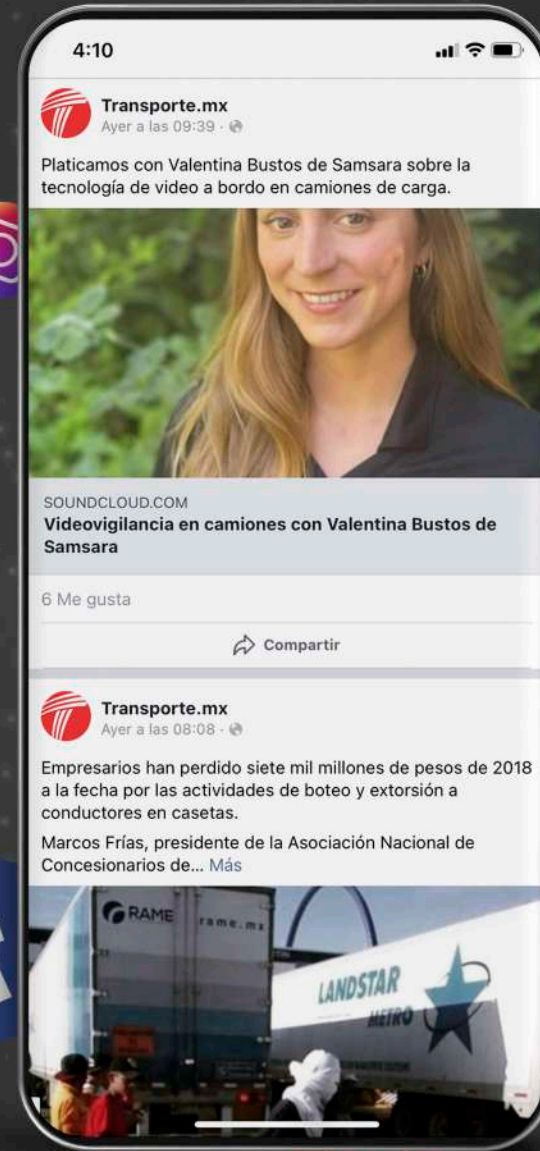 4:10
Transporte.mx
Ayer a las 09:39 ·
Platicamos con Valentina Bustos de Samsara sobre la
tecnología de video a bordo en camiones de carga.
SOUNDCLOUD.COM
Videovigilancia en camiones con Valentina Bustos de
Samsara
6 Me gusta
Compartir
Transporte.mx
Ayer a las 08:08 ·
Empresarios han perdido siete mil millones de pesos de 2018
a la fecha por las actividades de boteo y extorsión a
conductores en casetas.
Marcos Frías, presidente de la Asociación Nacional de
Concesionarios de... Más
RAME
rame.mx
LANDSTAR
METRO